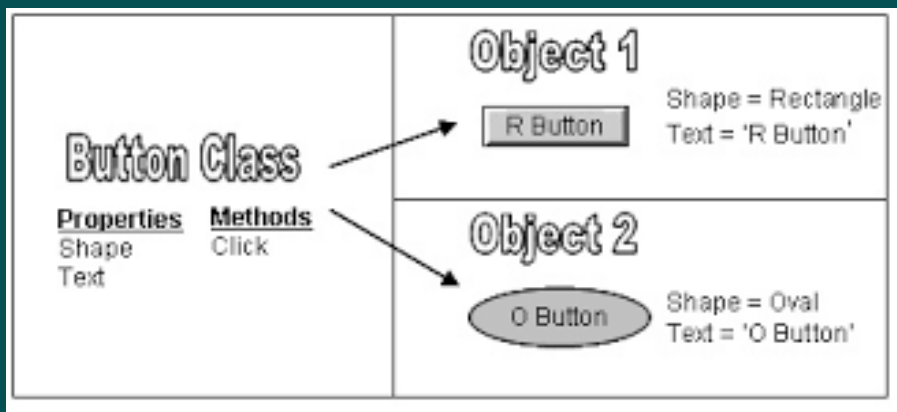 Button Class
Properties Methods
Shape Click
Text
Object 1
R Button
Shape = Rectangle
Text = 'R Button'
Object 2
O Button
Shape = Oval
Text = 'O Button'